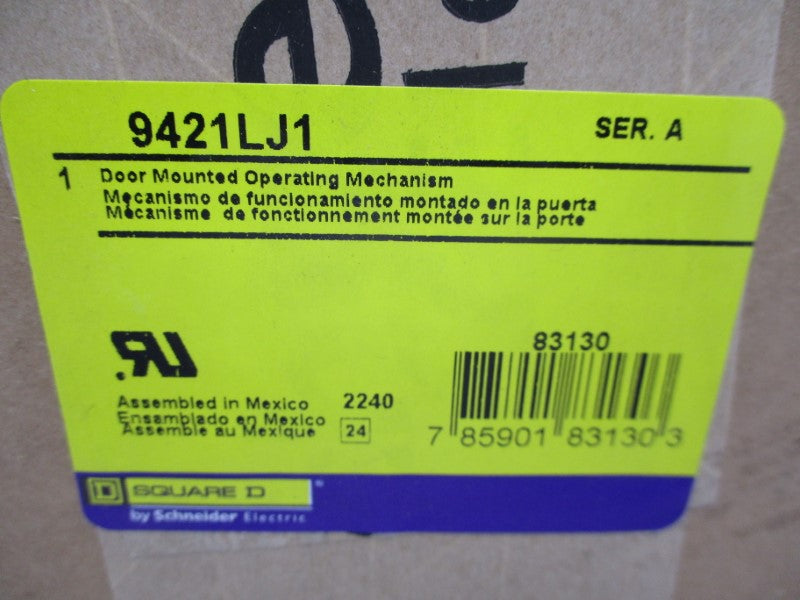 9421LJ1 SER. A
1 Door Mounted Operating Mechanism
Mecanismo de funcionamiento montado en la puerta
Mécanisme de fonctionnement montée sur la porte
83130
Assembled in Mexico 2240
Ensamblado en Mexico
Assemble au Mexique 24
7 85901 83130 3
D SQUARE D
by Schneider Electric